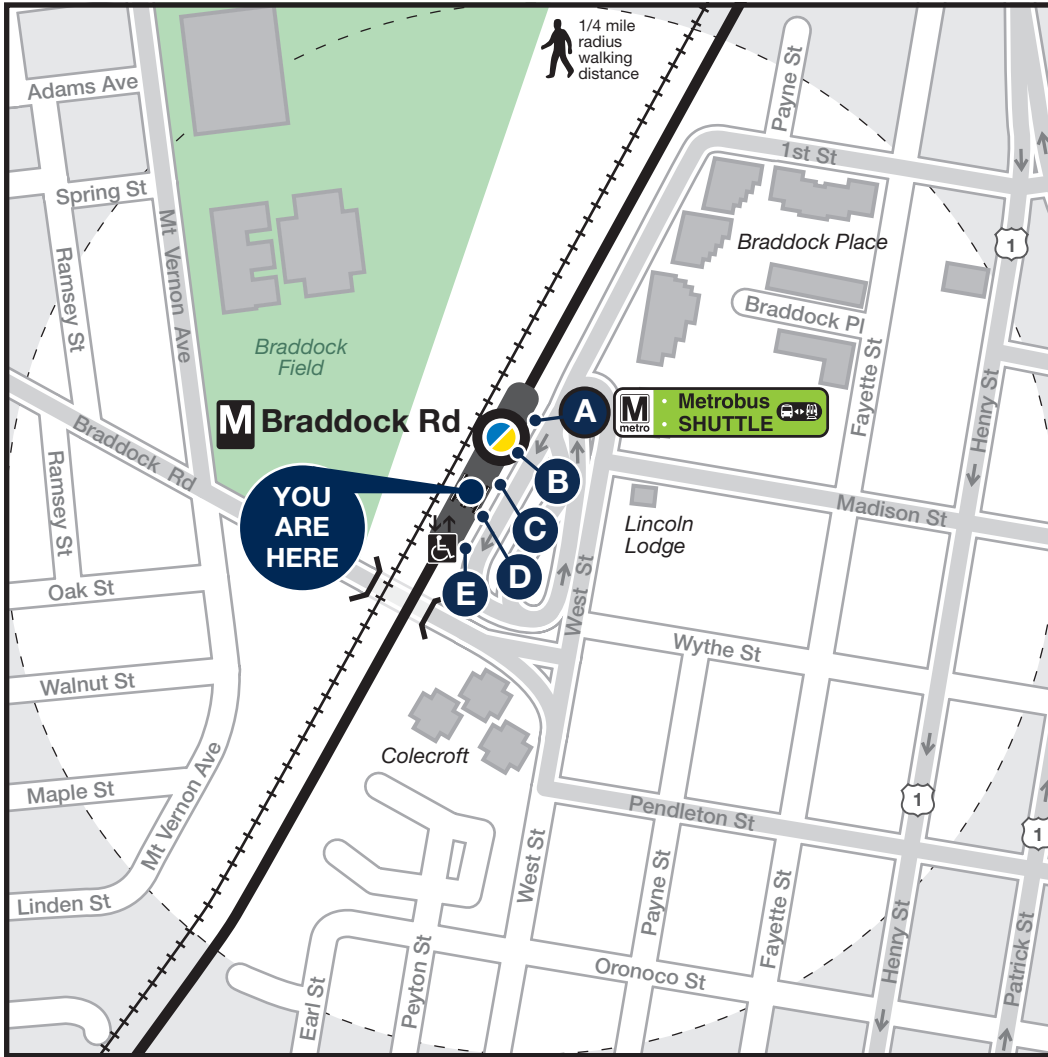 1/4 mile
radius
walking
distance
Adams Ave
Payne St
1st St
Spring St
Mt Vernon Ave
Ramsey St
Braddock Place
1
Braddock Pl
Braddock
Field
Fayette St
Henry St
M Braddock Rd
A
M
metro
· Metrobus
· SHUTTLE
Braddock Rd
B
YOU
ARE
HERE
C
Ramsey St
Madison St
Lincoln
Lodge
D
E
Oak St
West St
Wythe St
Walnut St
Colecroft
Maple St
Mt Vernon Ave
Pendleton St
1
1
West St
Payne St
Fayette St
Linden St
Henry St
Patrick St
Oronoco St
Peyton St
Earl St